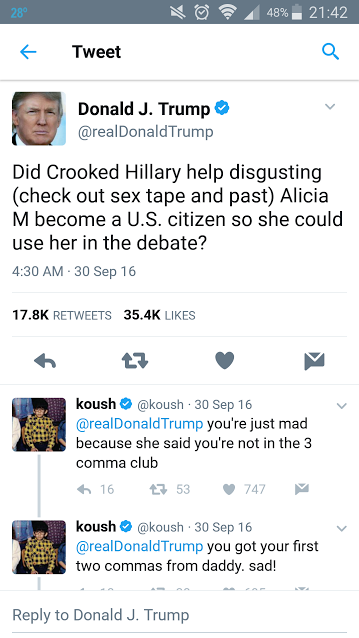 28°
48%
21:42
Tweet
Donald J. Trump
@realDonaldTrump
Did Crooked Hillary help disgusting
(check out sex tape and past) Alicia
M become a U.S. citizen so she could
use her in the debate?
4:30 AM · 30 Sep 16
17.8K RETWEETS 35.4K LIKES
koush @koush · 30 Sep 16
@realDonaldTrump you're just mad
because she said you're not in the 3
comma club
16 53 747
koush @koush · 30 Sep 16
@realDonaldTrump you got your first
two commas from daddy. sad!
Reply to Donald J. Trump